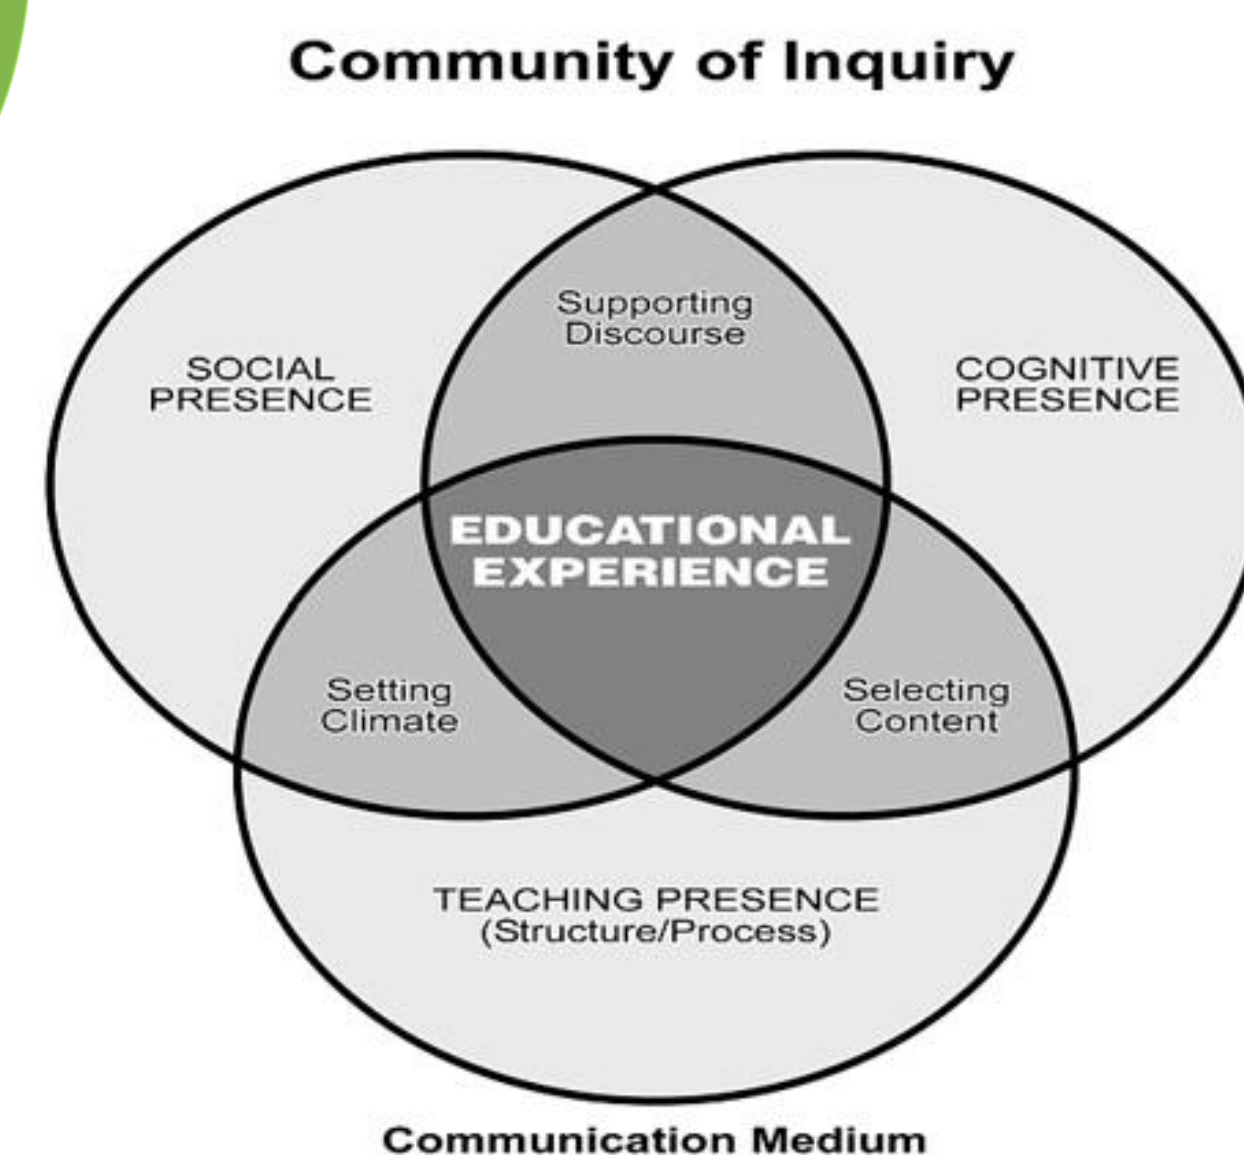 Community of Inquiry
Supporting
Discourse
SOCIAL
PRESENCE
COGNITIVE
PRESENCE
EDUCATIONAL
EXPERIENCE
Setting
Climate
Selecting
Content
TEACHING PRESENCE
(Structure/Process)
Communication Medium